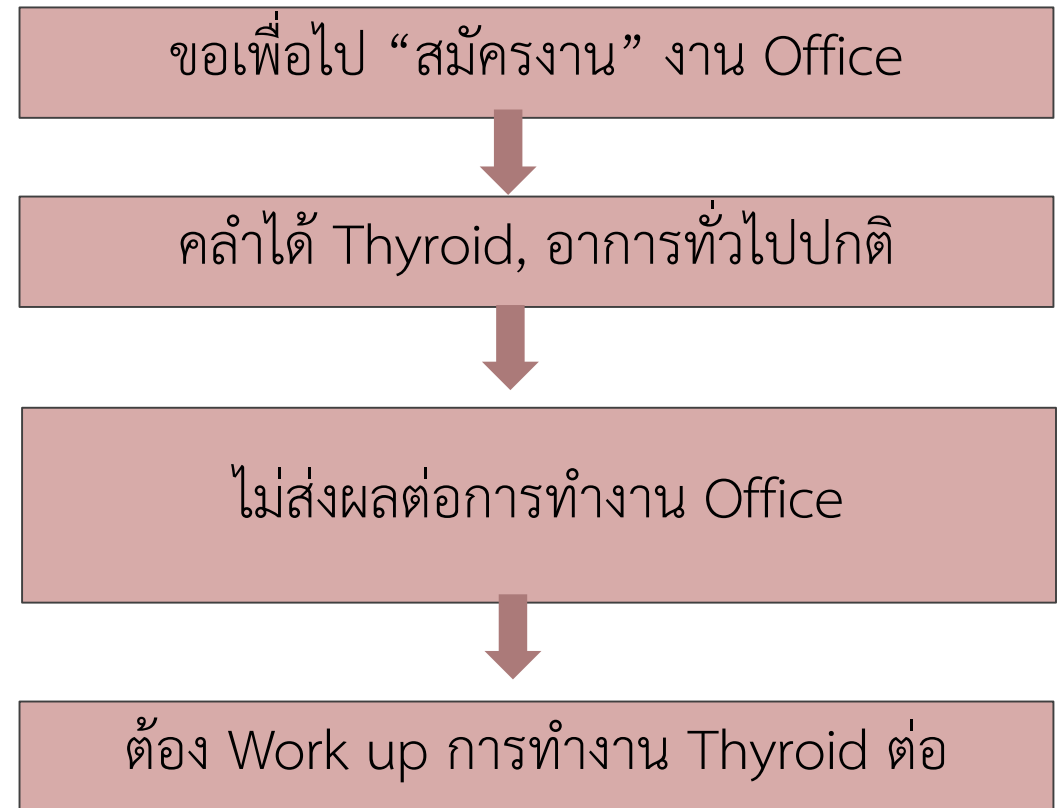 ขอเพื่อไป “สมัครงาน” งาน Office
คลำได้ Thyroid, อาการทั่วไปปกติ
ไม่ส่งผลต่อการทำงาน Office
ต้อง Work up การทำงาน Thyroid ต่อ